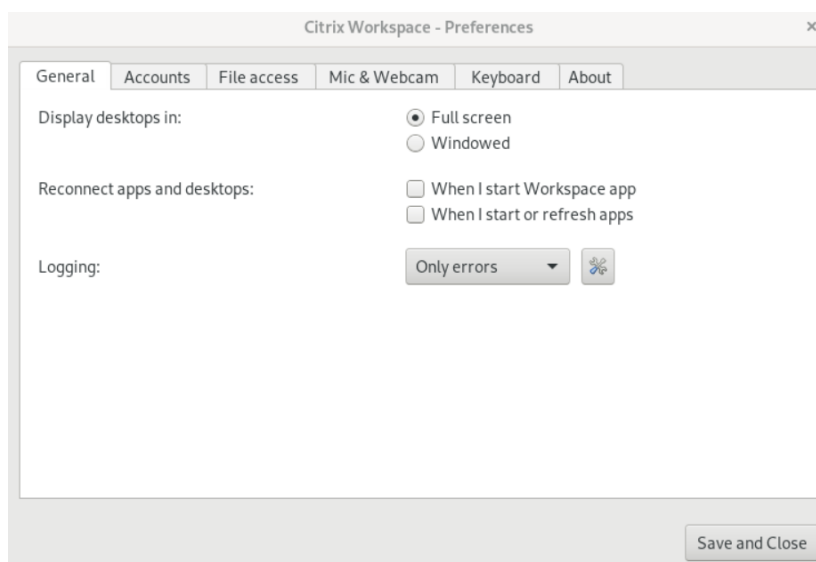 Citrix Workspace - Preferences ×
General Accounts File access Mic & Webcam Keyboard About
Display desktops in: Full screen
Windowed
Reconnect apps and desktops: When I start Workspace app
When I start or refresh apps
Logging: Only errors
Save and Close